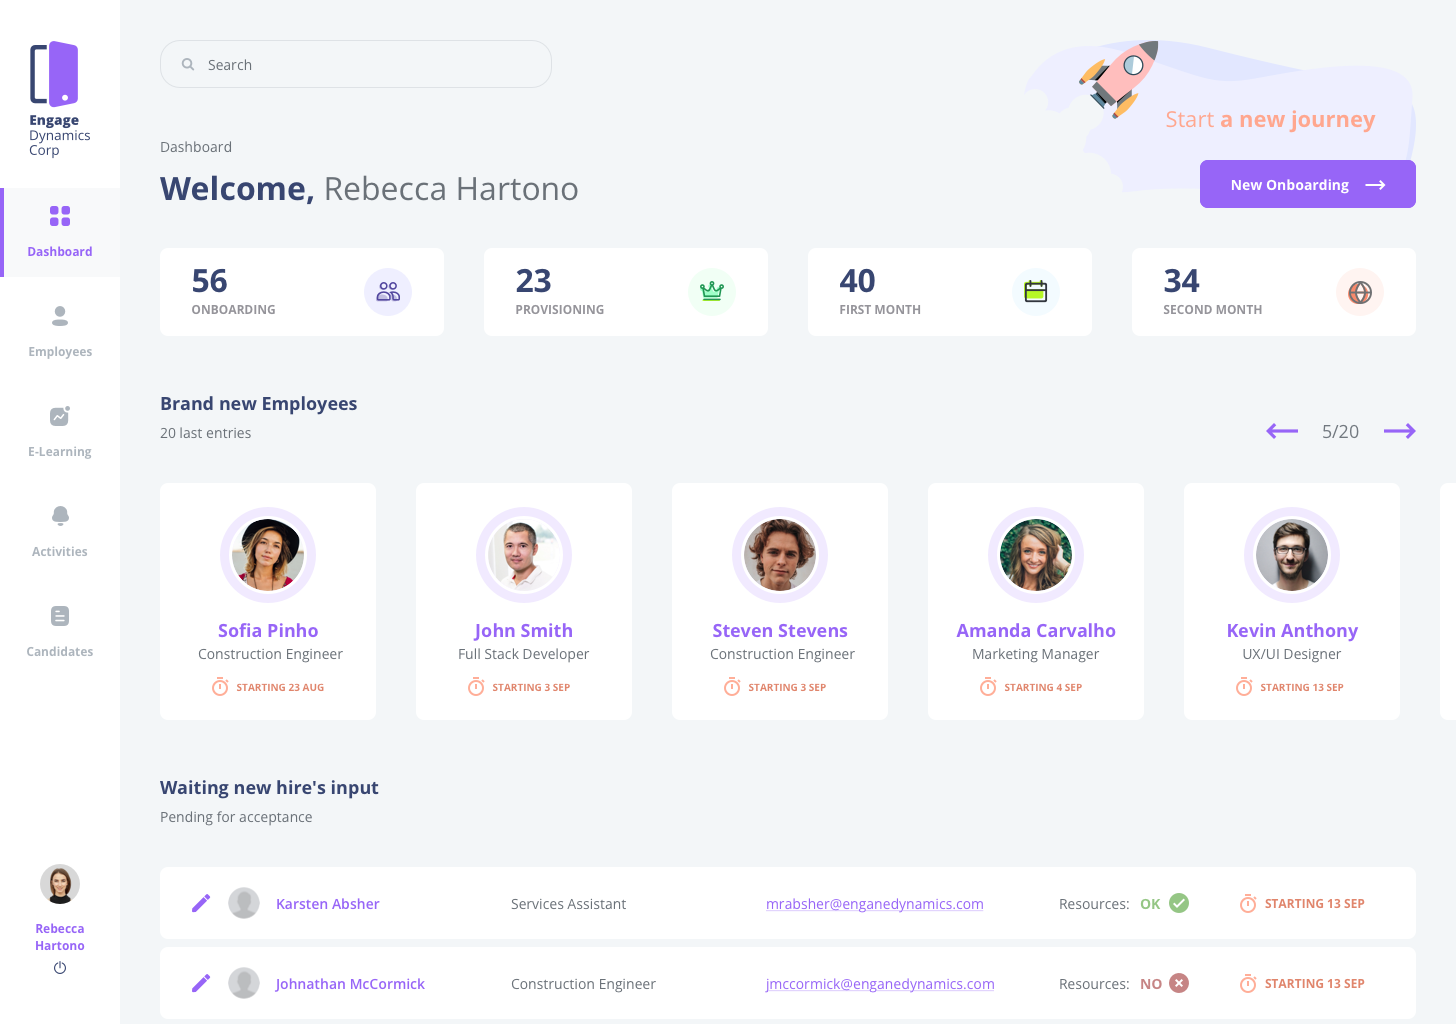 Engage
Dynamics
Corp
Dashboard
Employees
E-Learning
Activities
Candidates
Rebecca
Hartono
Search
Start a new journey
New Onboarding
Dashboard
Welcome, Rebecca Hartono
56
ONBOARDING
23
PROVISIONING
40
FIRST MONTH
34
SECOND MONTH
Brand new Employees
20 last entries
5/20
Sofia Pinho
Construction Engineer
STARTING 23 AUG
John Smith
Full Stack Developer
STARTING 3 SEP
Steven Stevens
Construction Engineer
STARTING 3 SEP
Amanda Carvalho
Marketing Manager
STARTING 4 SEP
Kevin Anthony
UX/UI Designer
STARTING 13 SEP
Waiting new hire's input
Pending for acceptance
Karsten Absher Services Assistant mrabsher@enganedynamics.com Resources: OK STARTING 13 SEP
Johnathan McCormick Construction Engineer jmccormick@enganedynamics.com Resources: NO STARTING 13 SEP